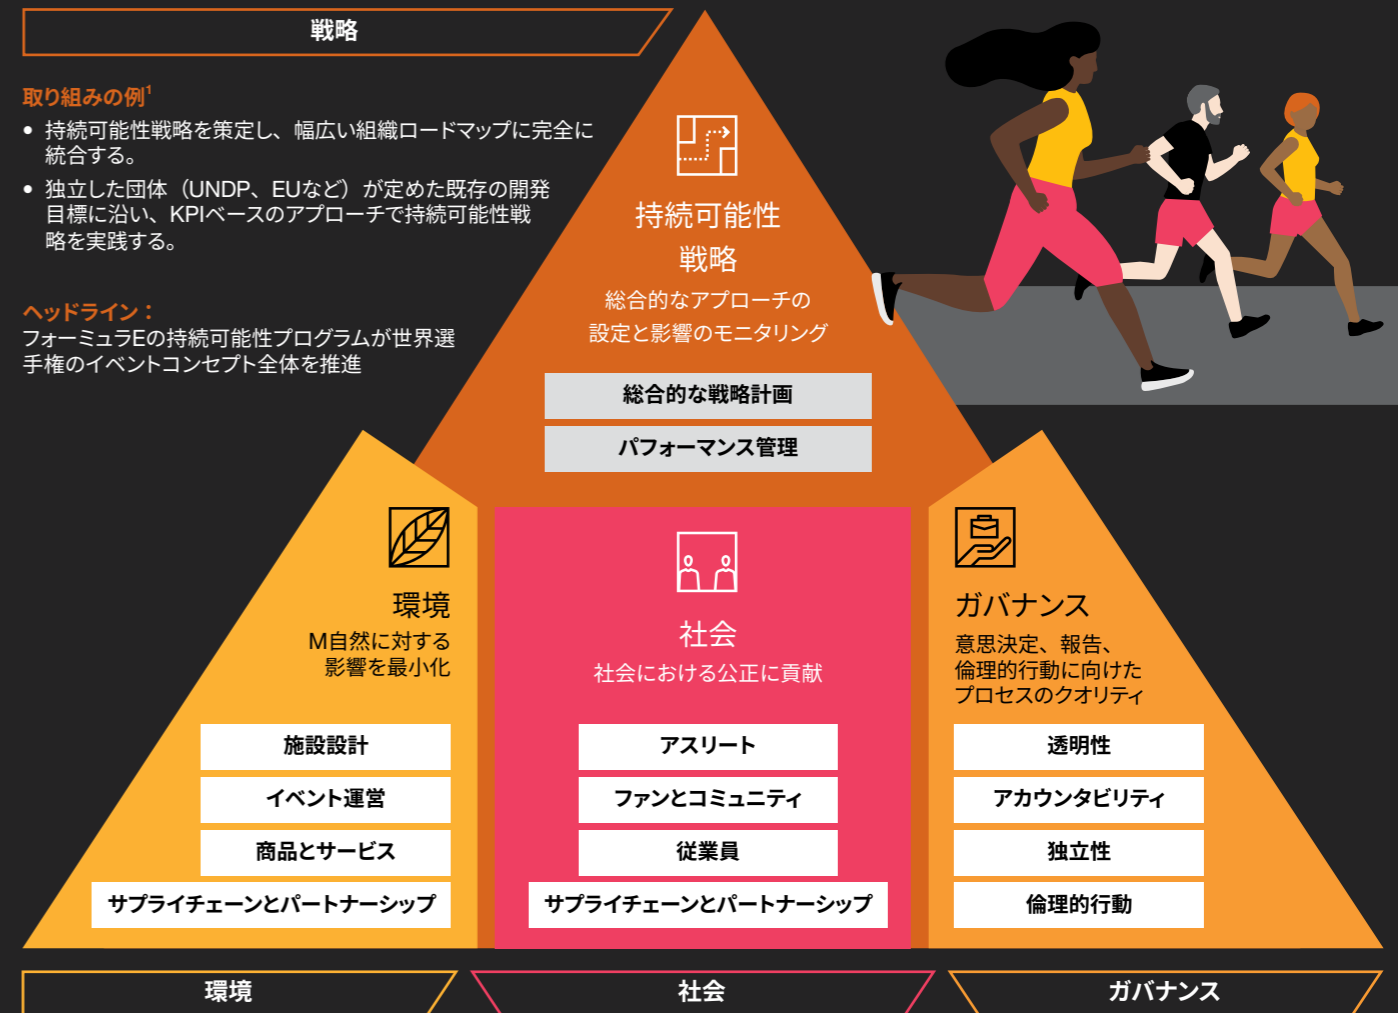 戦略
取り組みの例1
• 持続可能性戦略を策定し、幅広い組織ロードマップに完全に
統合する。
• 独立した団体（UNDP、EUなど）が定めた既存の開発
目標に沿い、KPIベースのアプローチで持続可能性戦
略を実践する。
ヘッドライン：
フォーミュラEの持続可能性プログラムが世界選
手権のイベントコンセプト全体を推進
持続可能性
戦略
総合的なアプローチの
設定と影響のモニタリング
総合的な戦略計画
パフォーマンス管理
環境
M自然に対する
影響を最小化
施設設計
イベント運営
商品とサービス
サプライチェーンとパートナーシップ
社会
社会における公正に貢献
アスリート
ファンとコミュニティ
従業員
サプライチェーンとパートナーシップ
ガバナンス
意思決定、報告、
倫理的行動に向けた
プロセスのクオリティ
透明性
アカウンタビリティ
独立性
倫理的行動
環境
社会
ガバナンス